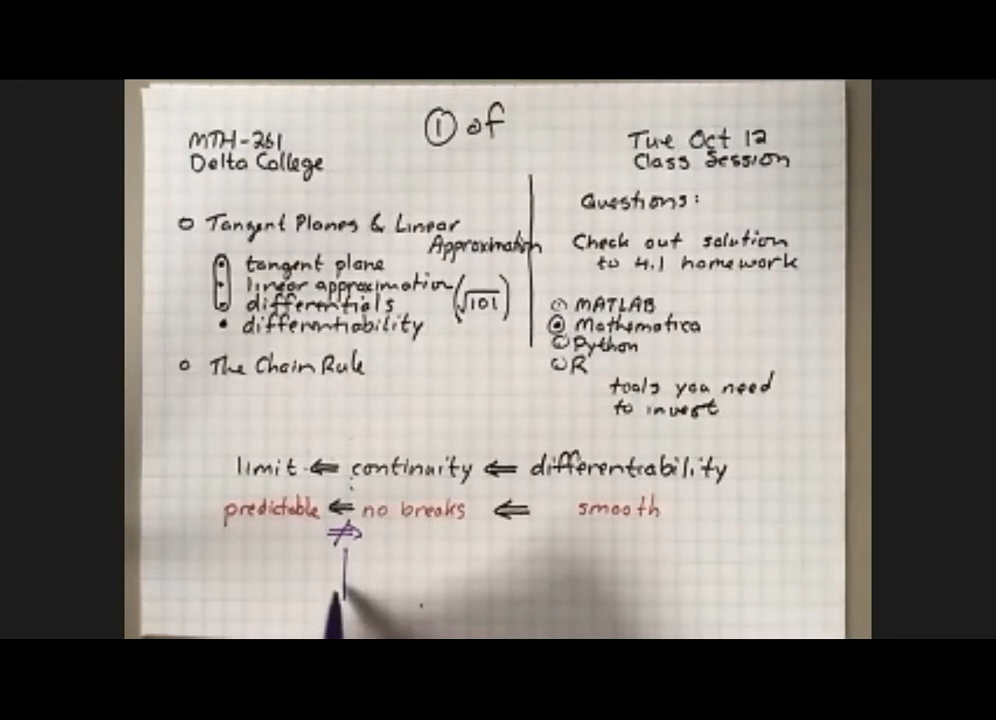 ① of
MTH-261
Delta College
Tue Oct 12
Class Session
○ Tangent Planes & Linear
Approximation
• tangent plane
• linear approximation
○ differentials
(√101)
• differentiability
○ The Chain Rule
Questions:
Check out solution
to 4.1 homework
○ MATLAB
⦿ Mathematica
○ Python
○ R
tools you need
to invest
limit ⇐ continuity ⇐ differentiability
predictable ⇐ no breaks ⇐ smooth
⇏